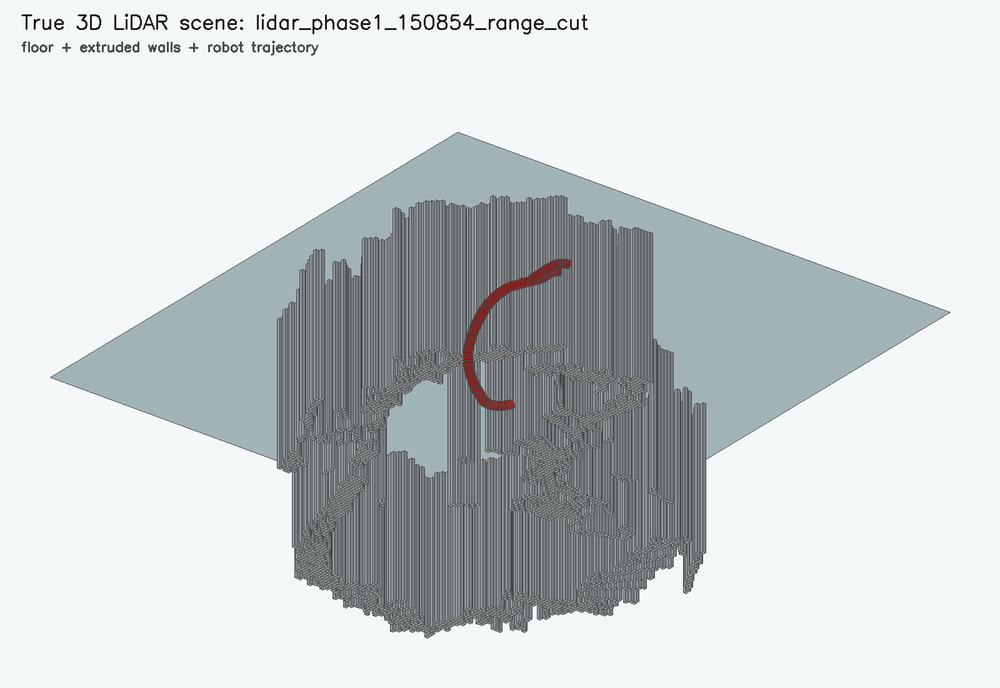 True 3D LiDAR scene: lidar_phase1_150854_range_cut
floor + extruded walls + robot trajectory